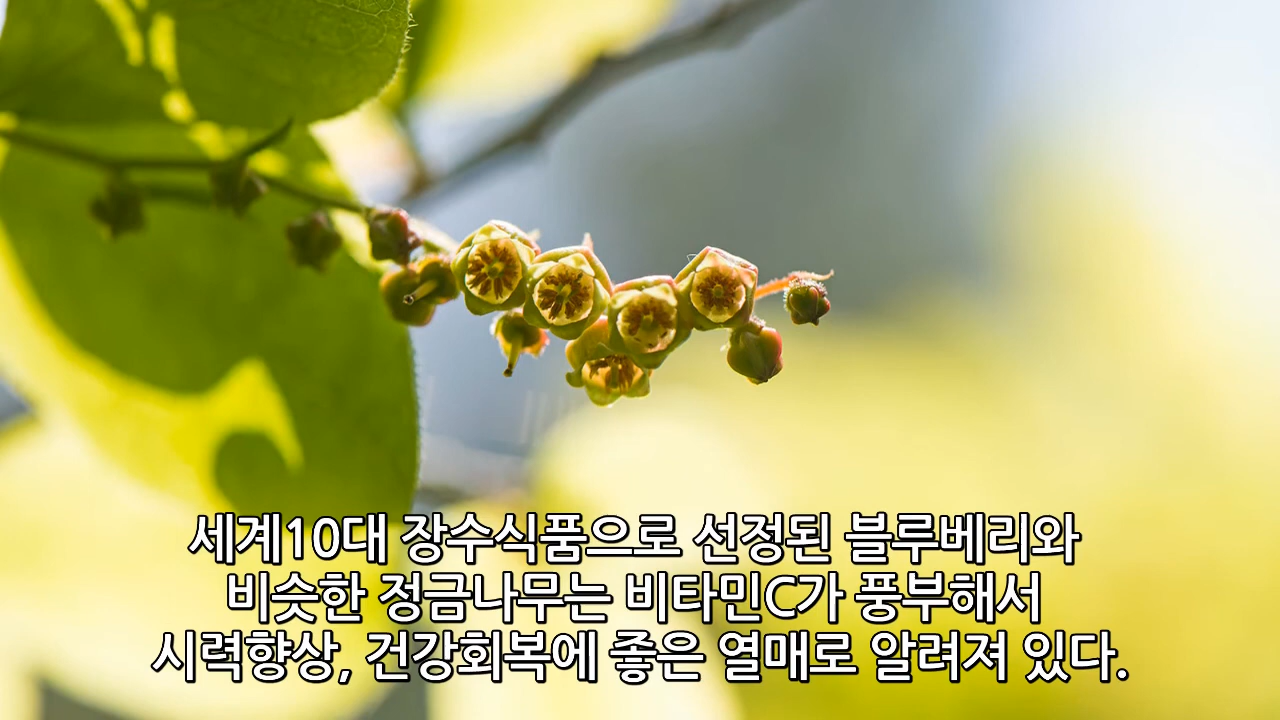 세계10대 장수식품으로 선정된 블루베리와
비슷한 정금나무는 비타민C가 풍부해서
시력향상, 건강회복에 좋은 열매로 알려져 있다.